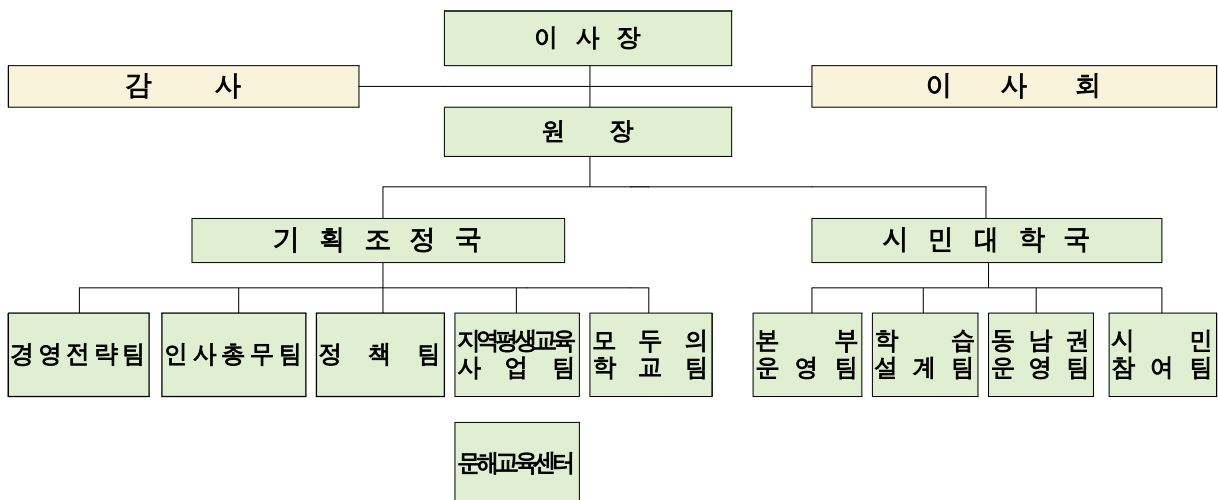 이 사 장
감 사
이 사 회
원 장
기 획 조 정 국
시 민 대 학 국
경영전략팀
인사총무팀
정 책 팀
지역평생교육
사 업 팀
모 두 의
학 교 팀
본 부
운 영 팀
학 습
설 계 팀
동 남 권
운 영 팀
시 민
참 여 팀
문해교육센터